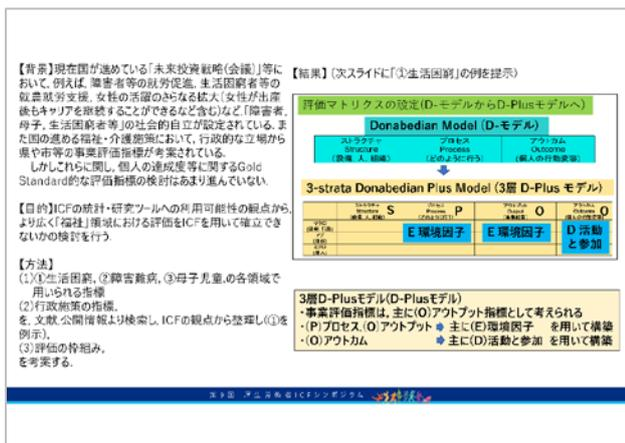 【背景】現在国が進めている「未来投資戦略(会議)」等に
おいて、例えば、障害者等の就労促進、生活困窮者等の
就農就労支援、女性の活躍のさらなる拡大(女性が出産
後もキャリアを継続することができるなど含む)など、「障害者、
母子、生活困窮者等」の社会的自立が設定されている。ま
た国の進める福祉・介護施策において、行政的な立場から
県や市等の事業評価指標が考案されている。
しかしこれらに関し、個人の達成度等に関するGold
Standard的な評価指標の検討はあまり進んでいない。
【目的】ICFの統計・研究ツールへの利用可能性の観点から、
より広く「福祉」領域における評価をICFを用いて確立でき
ないかの検討を行う。
【方法】
(1)①生活困窮,②障害難病,③母子児童,の各領域で
用いられる指標
(2)行政施策の指標,
を、文献,公開情報より検索し,ICFの観点から整理し(①を
例示),
(3)評価の枠組み,
を考案する.
【結果】 (次スライドに「①生活困窮」の例を提示)
評価マトリクスの設定(D-モデルからD-Plusモデルへ)
Donabedian Model (D-モデル)
ストラクチャ プロセス アウトカム
Structure Process Outcome
(設備, 人, 組織) (どのように行う) (個人の行動変容)
3-strata Donabedian Plus Model (3層 D-Plus モデル)
S P O O
E 環境因子 E 環境因子 D 活動
と参加
3層D-Plusモデル(D-Plusモデル)
・事業評価指標は、主に(O)アウトプット指標として考えられる
・(P)プロセス,(O)アウトプット 主に(E)環境因子 を用いて構築
・(O)アウトカム 主に(D)活動と参加 を用いて構築
厚生労働省ICFシンポジウム